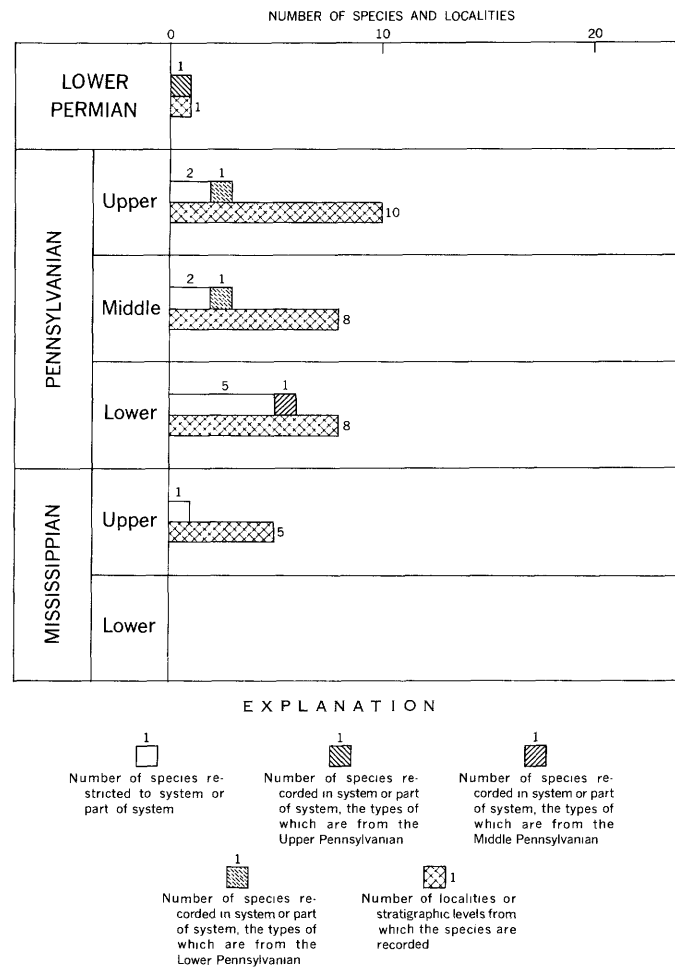 NUMBER OF SPECIES AND LOCALITIES
0 10 20
LOWER
PERMIAN
1
1
PENNSYLVANIAN
Upper
2 1
10
Middle
2 1
8
Lower
5 1
8
MISSISSIPPIAN
Upper
1
5
Lower
EXPLANATION
1
Number of species re-
stricted to system or
part of system
1
Number of species re-
corded in system or part
of system, the types of
which are from the
Upper Pennsylvanian
1
Number of species re-
corded in system or part
of system, the types of
which are from the
Middle Pennsylvanian
1
Number of species re-
corded in system or part
of system, the types of
which are from the
Lower Pennsylvanian
1
Number of localities or
stratigraphic levels from
which the species are
recorded